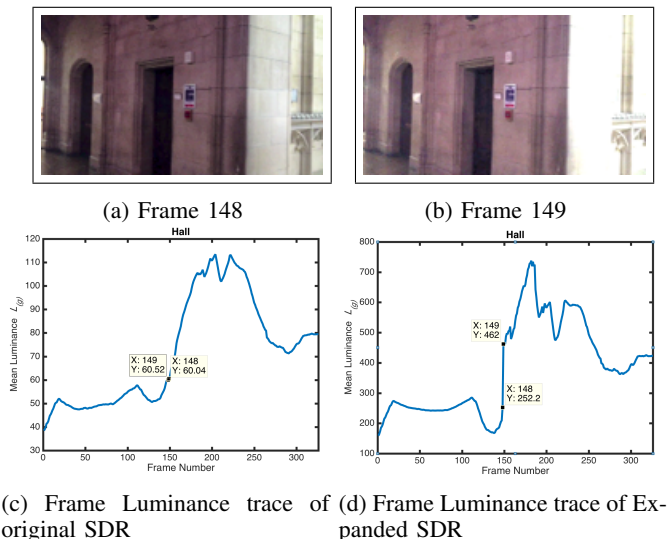 (a) Frame 148
(b) Frame 149
Hall
120
110
100
90
80
70
60
50
40
30
Mean Luminance L(g)
X: 149
Y: 60.52
X: 148
Y: 60.04
0 50 100 150 200 250 300
Frame Number
Hall
800
700
600
500
400
300
200
100
Mean Luminance L(g)
X: 149
Y: 462
X: 148
Y: 252.2
0 50 100 150 200 250 300
Frame Number
(c) Frame Luminance trace of
original SDR
(d) Frame Luminance trace of Ex-
panded SDR